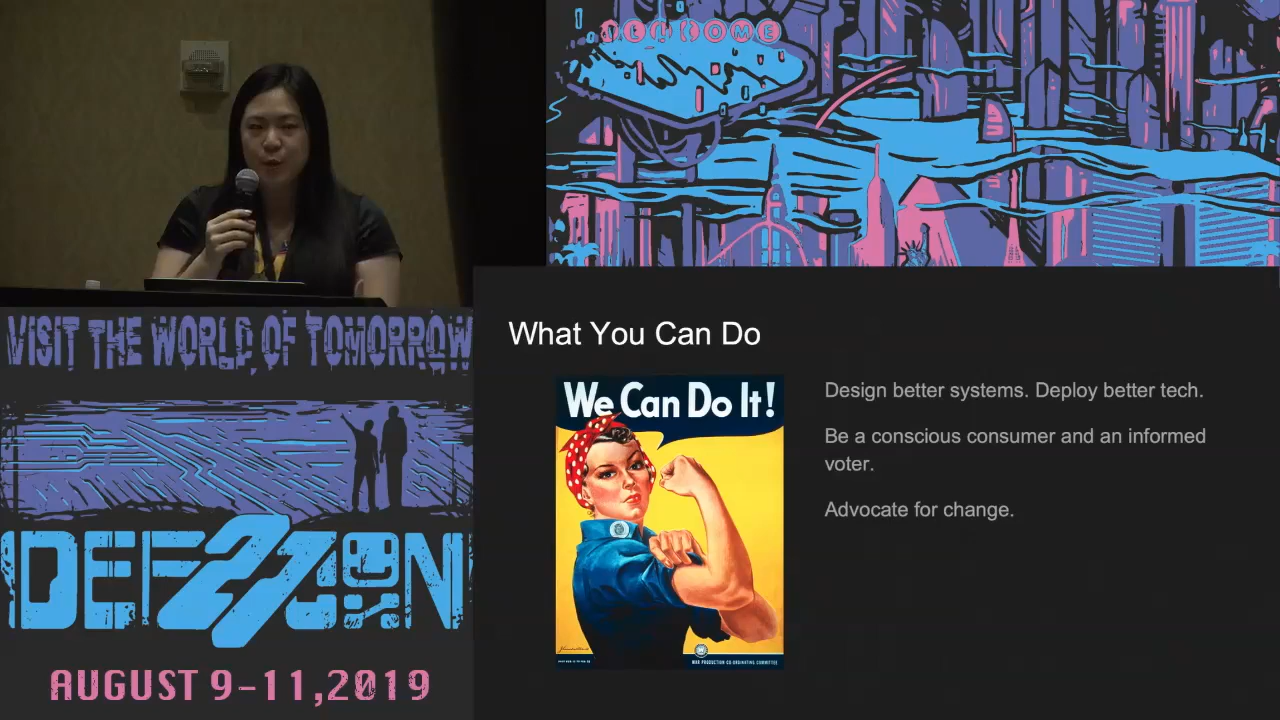 WELCOME
VISIT THE WORLD OF TOMORROW
DEF CON 27
AUGUST 9-11,2019
What You Can Do
We Can Do It!
Design better systems. Deploy better tech.
Be a conscious consumer and an informed
voter.
Advocate for change.
WAR PRODUCTION CO-ORDINATING COMMITTEE